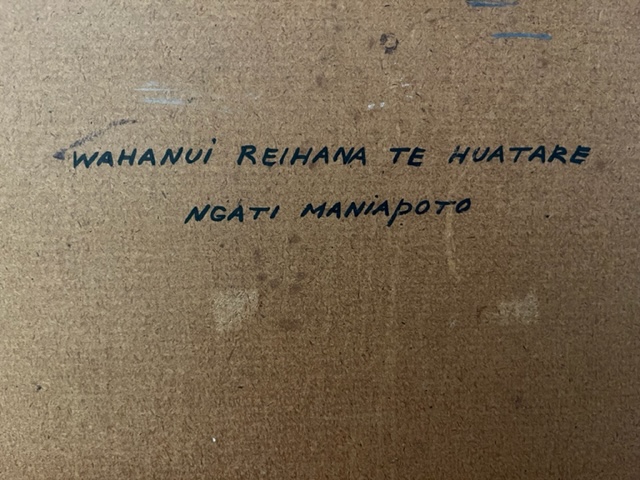 WAHANUi REIHANA TE HUATARE
NGATI MANiAPOTO